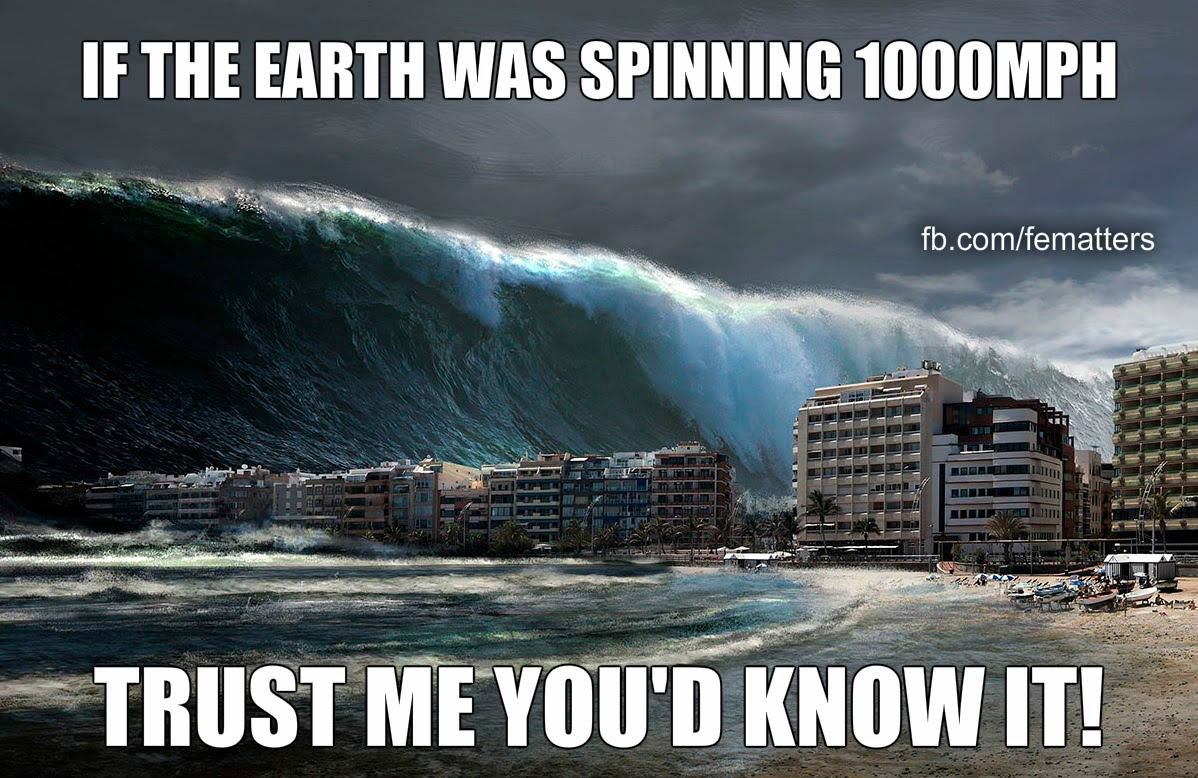 IF THE EARTH WAS SPINNING 1000MPH
fb.com/fematters
TRUST ME YOU'D KNOW IT!